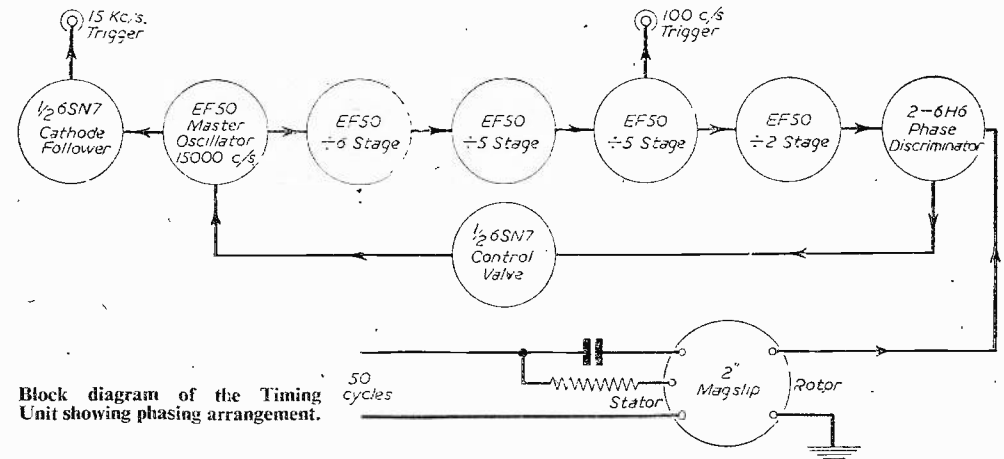 15 Kc/s.
Trigger
100 c/s
Trigger
½ 6SN7
Cathode
Follower
EF50
Master
Oscillator
15000 c/s
EF50
÷6 Stage
EF50
÷5 Stage
EF50
÷5 Stage
EF50
÷2 Stage
2-6H6
Phase
Discriminator
½ 6SN7
Control
Valve
50
cycles
Stator
2"
Magslip
Rotor
Block diagram of the Timing
Unit showing phasing arrangement.